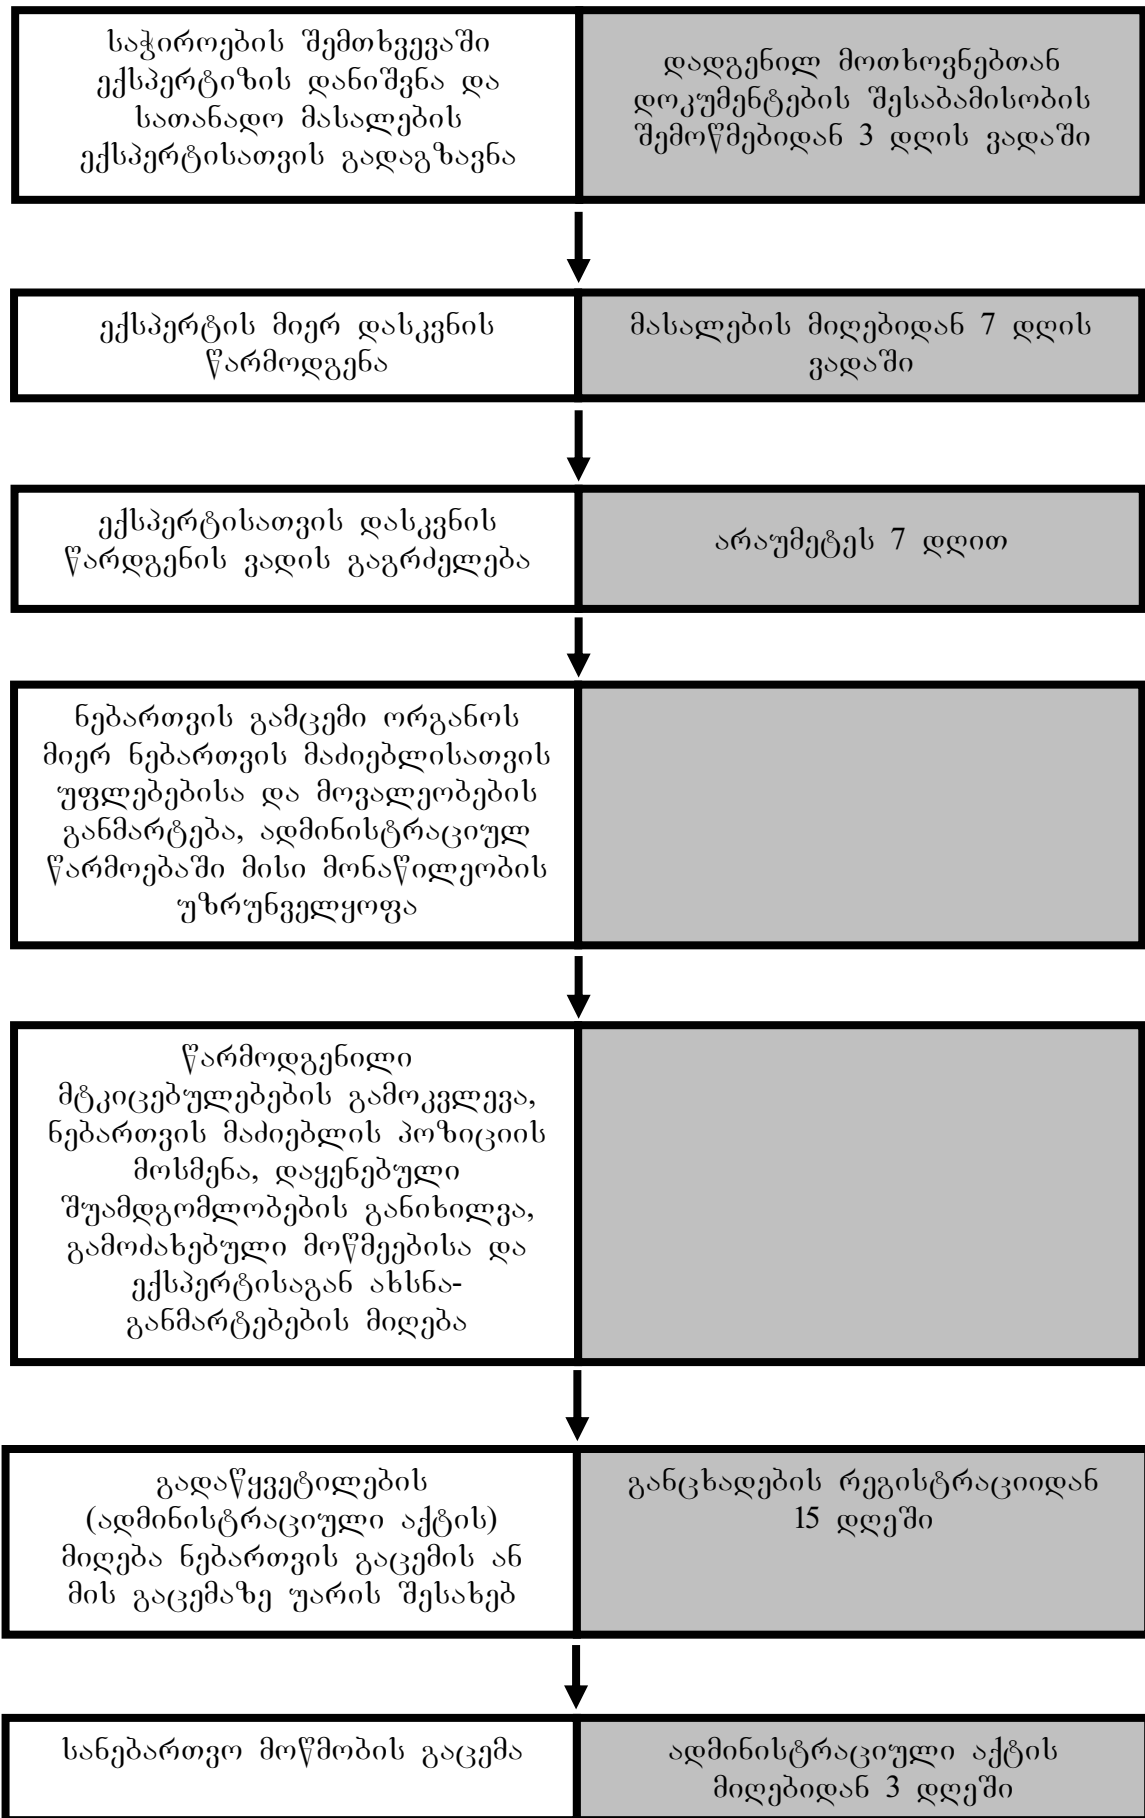 საჭიროების შემთხვევაში
ექსპერტიზის დანიშვნა და
სათანადო მასალების
ექსპერტისათვის გადაგზავნა
დადგენილ მოთხოვნებთან
დოკუმენტების შესაბამისობის
შემოწმებიდან 3 დღის ვადაში
ექსპერტის მიერ დასკვნის
წარმოდგენა
მასალების მიღებიდან 7 დღის
ვადაში
ექსპერტისათვის დასკვნის
წარდგენის ვადის გაგრძელება
არაუმეტეს 7 დღით
ნებართვის გამცემი ორგანოს
მიერ ნებართვის მაძიებლისათვის
უფლებებისა და მოვალეობების
განმარტება, ადმინისტრაციულ
წარმოებაში მისი მონაწილეობის
უზრუნველყოფა
წარმოდგენილი
მტკიცებულებების გამოკვლევა,
ნებართვის მაძიებლის პოზიციის
მოსმენა, დაყენებული
შუამდგომლობების განიხილვა,
გამოძახებული მოწმეებისა და
ექსპერტისაგან ახსნა-
განმარტებების მიღება
გადაწყვეტილების
(ადმინისტრაციული აქტის)
მიღება ნებართვის გაცემის ან
მის გაცემაზე უარის შესახებ
განცხადების რეგისტრაციიდან
15 დღეში
სანებართვო მოწმობის გაცემა
ადმინისტრაციული აქტის
მიღებიდან 3 დღეში